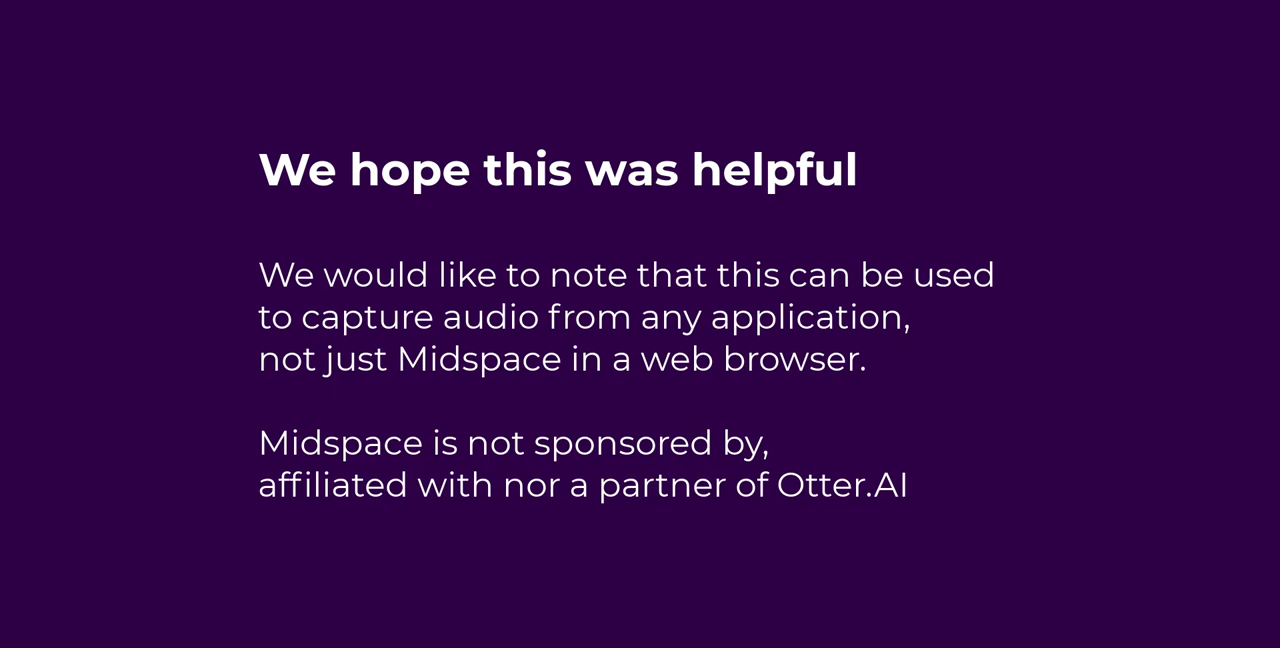 We hope this was helpful
We would like to note that this can be used
to capture audio from any application,
not just Midspace in a web browser.
Midspace is not sponsored by,
affiliated with nor a partner of Otter.AI